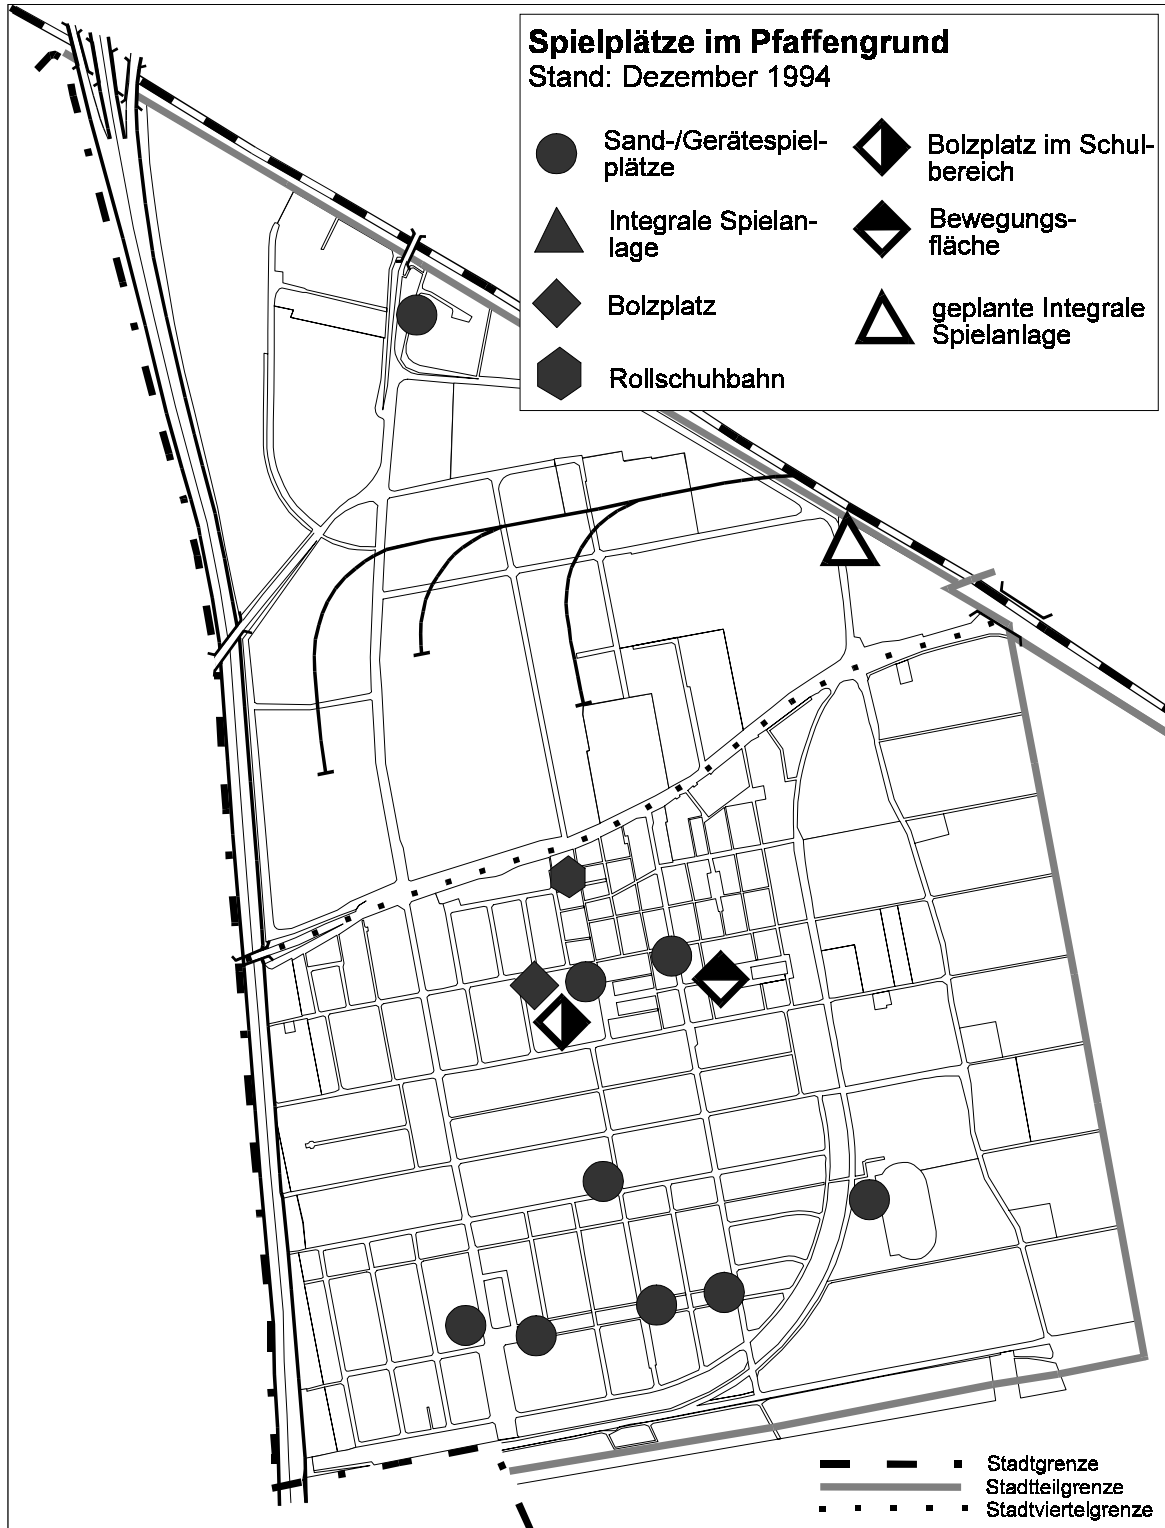 Spielplätze im Pfaffengrund
Stand: Dezember 1994
Sand-/Gerätespiel-
plätze
Integrale Spielan-
lage
Bolzplatz
Rollschuhbahn
Bolzplatz im Schul-
bereich
Bewegungs-
fläche
geplante Integrale
Spielanlage
Stadtgrenze
Stadtteilgrenze
Stadtviertelgrenze